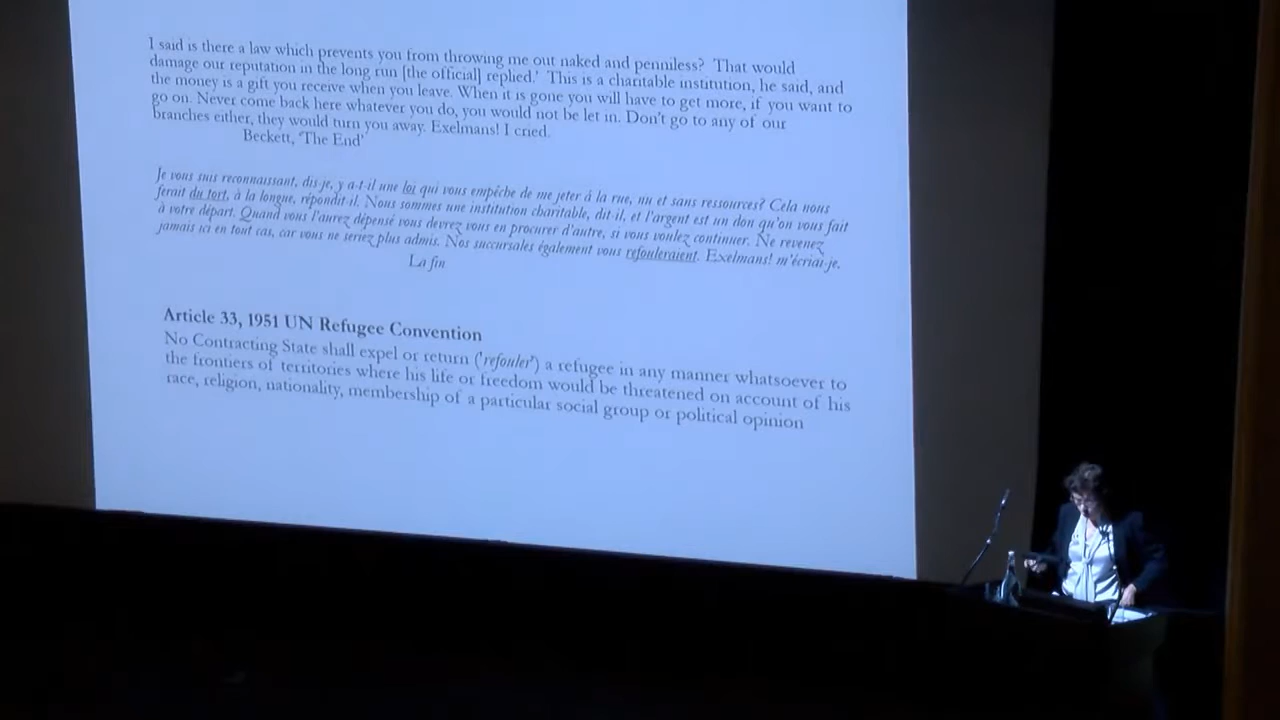 I said is there a law which prevents you from throwing me out naked and penniless? That would
damage our reputation in the long run [the official] replied.' This is a charitable institution, he said, and
the money is a gift you receive when you leave. When it is gone you will have to get more, if you want to
go on. Never come back here whatever you do, you would not be let in. Don't go to any of our
branches either, they would turn you away. Exelmans! I cried.
Beckett, 'The End'
Je vous suis reconnaissant, dis-je, y a-t-il une loi qui vous empêche de me jeter à la rue, nu et sans ressources? Cela nous
ferait du tort, à la longue, répondit-il. Nous sommes une institution charitable, dit-il, et l'argent est un don qu'on vous fait
à votre départ. Quand vous l'aurez dépensé vous devrez vous en procurer d'autre, si vous voulez continuer. Ne revenez
jamais ici en tout cas, car vous ne seriez plus admis. Nos succursales également vous refouleraient. Exelmans! m'écriai-je.
La fin
Article 33, 1951 UN Refugee Convention
No Contracting State shall expel or return ('refouler') a refugee in any manner whatsoever to
the frontiers of territories where his life or freedom would be threatened on account of his
race, religion, nationality, membership of a particular social group or political opinion